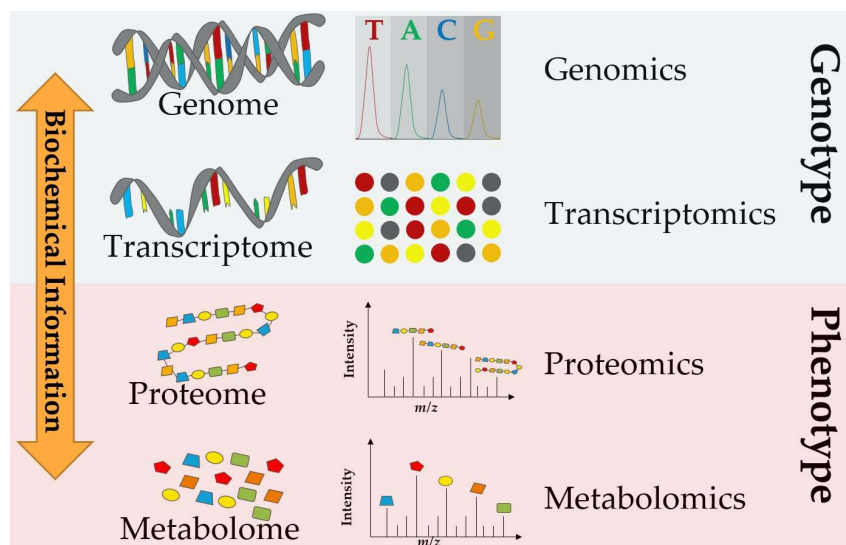 T A C G
Genome
Genomics
Genotype
Biochemical Information
Transcriptome
Transcriptomics
Proteome
Intensity
m/z
Proteomics
Phenotype
Metabolome
Intensity
m/z
Metabolomics